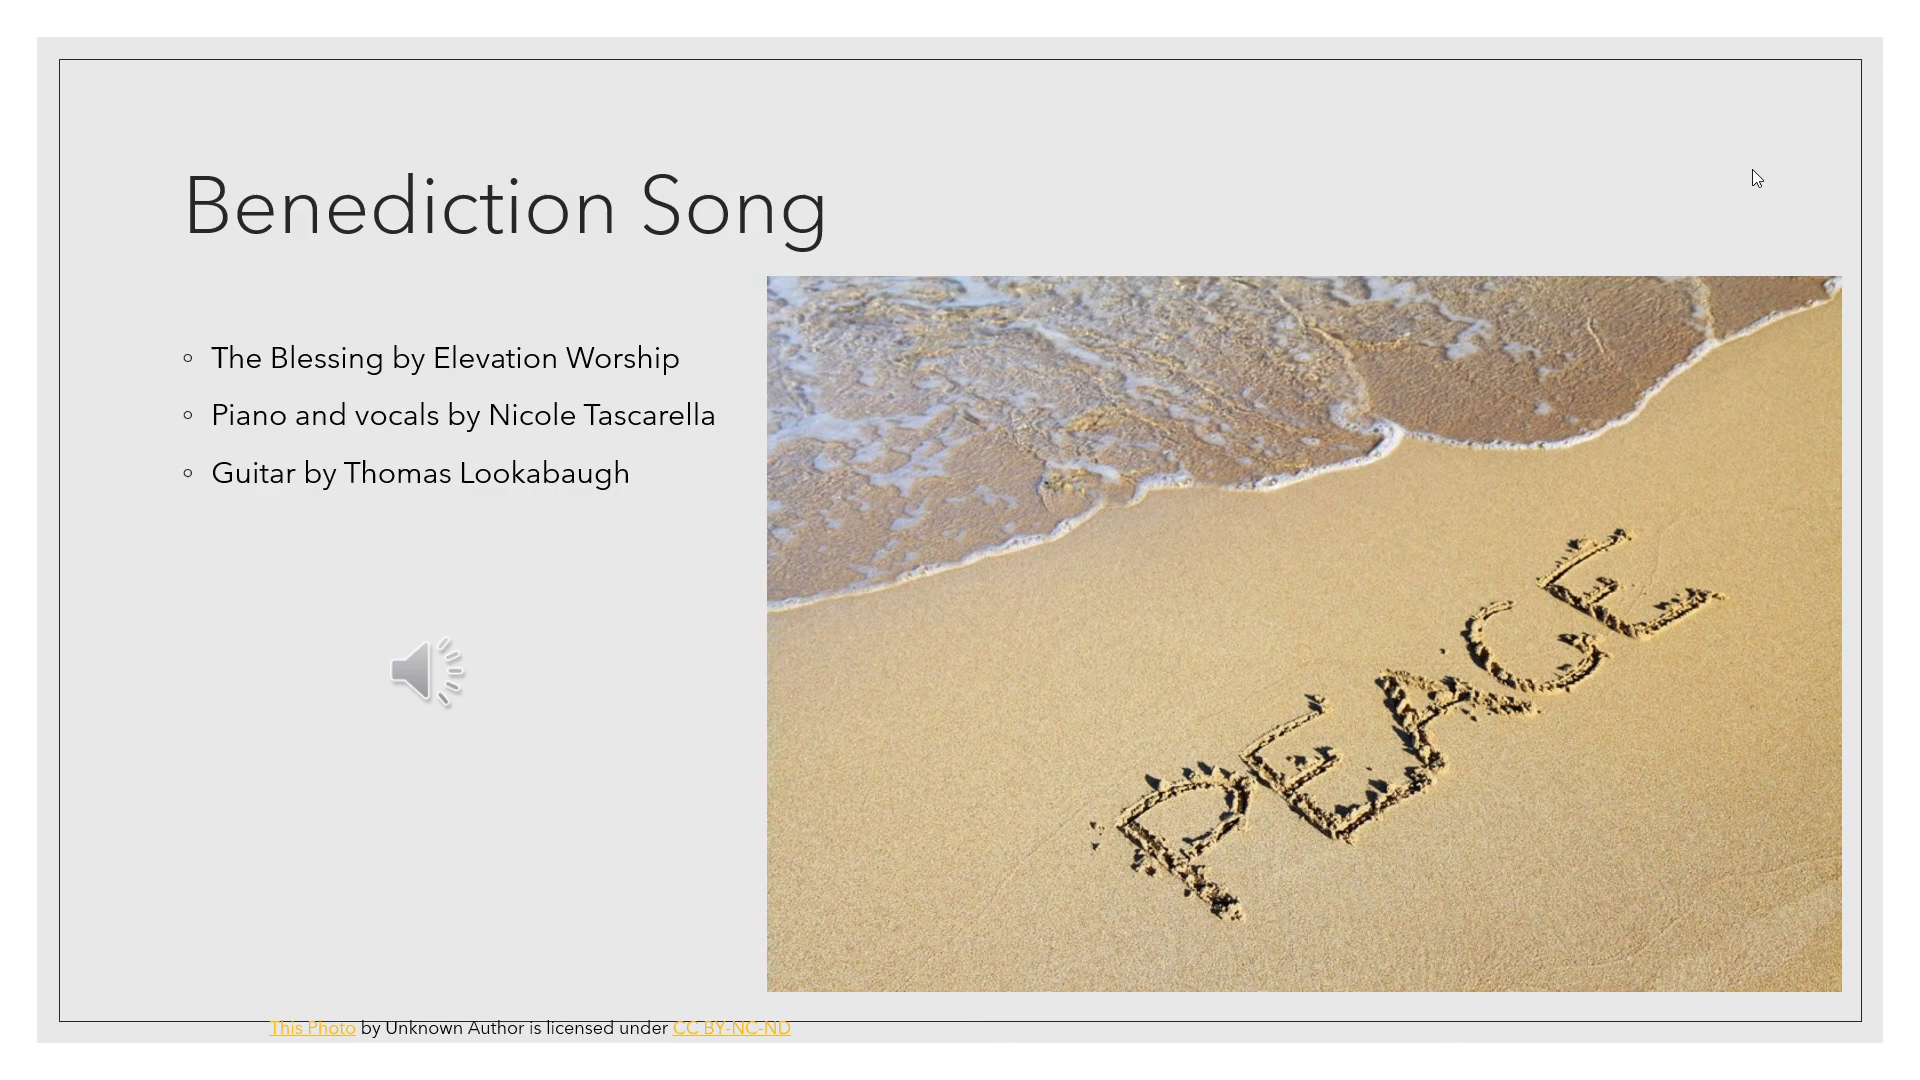 Benediction Song
The Blessing by Elevation Worship
Piano and vocals by Nicole Tascarella
Guitar by Thomas Lookabaugh
PEACE
This Photo by Unknown Author is licensed under CC BY-NC-ND